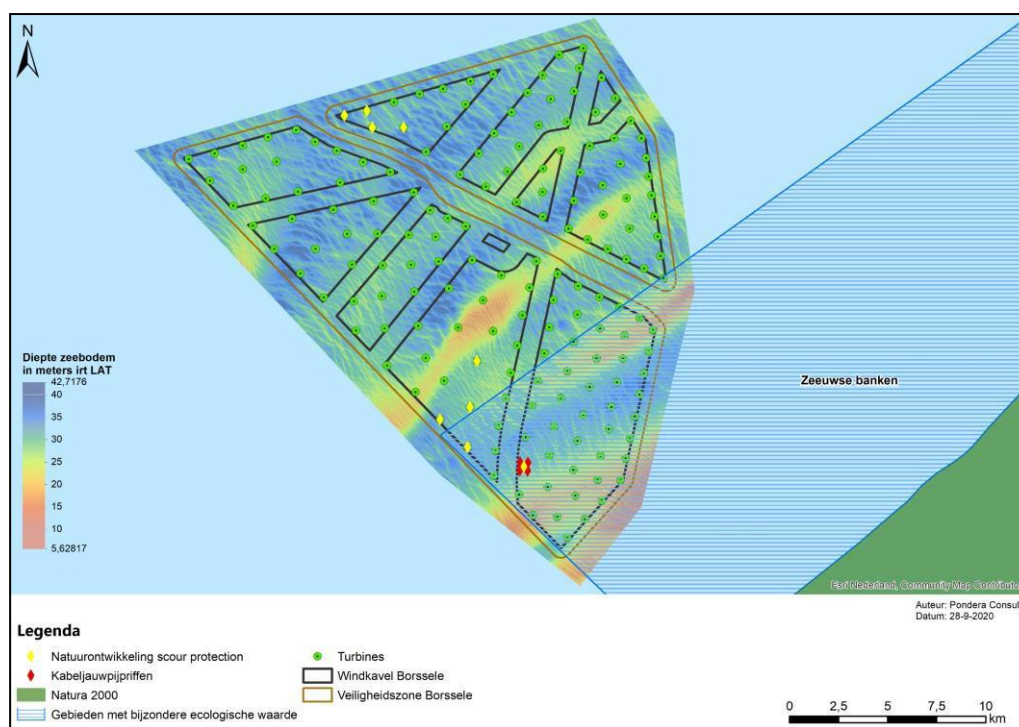 N
Diepte zeebodem
in meters irt LAT
42,7176
40
35
30
25
20
15
10
5,62817
Zeeuwse banken
Esri Nederland, Community Map Contributo
Auteur: Pondera Consul
Datum: 28-9-2020
Legenda
Natuurontwikkeling scour protection
Kabeljauwpijpriffen
Natura 2000
Gebieden met bijzondere ecologische waarde
Turbines
Windkavel Borssele
Veiligheidszone Borssele
0 2,5 5 7,5 10
km